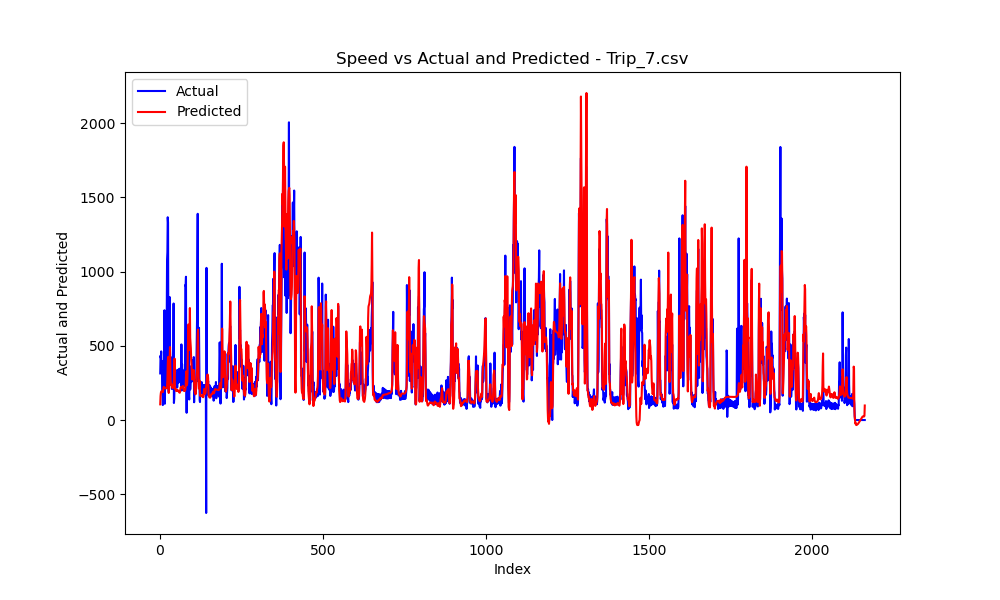 Speed vs Actual and Predicted - Trip_7.csv
Actual
Predicted
2000
1500
1000
500
0
−500
Actual and Predicted
0
500
1000
1500
2000
Index